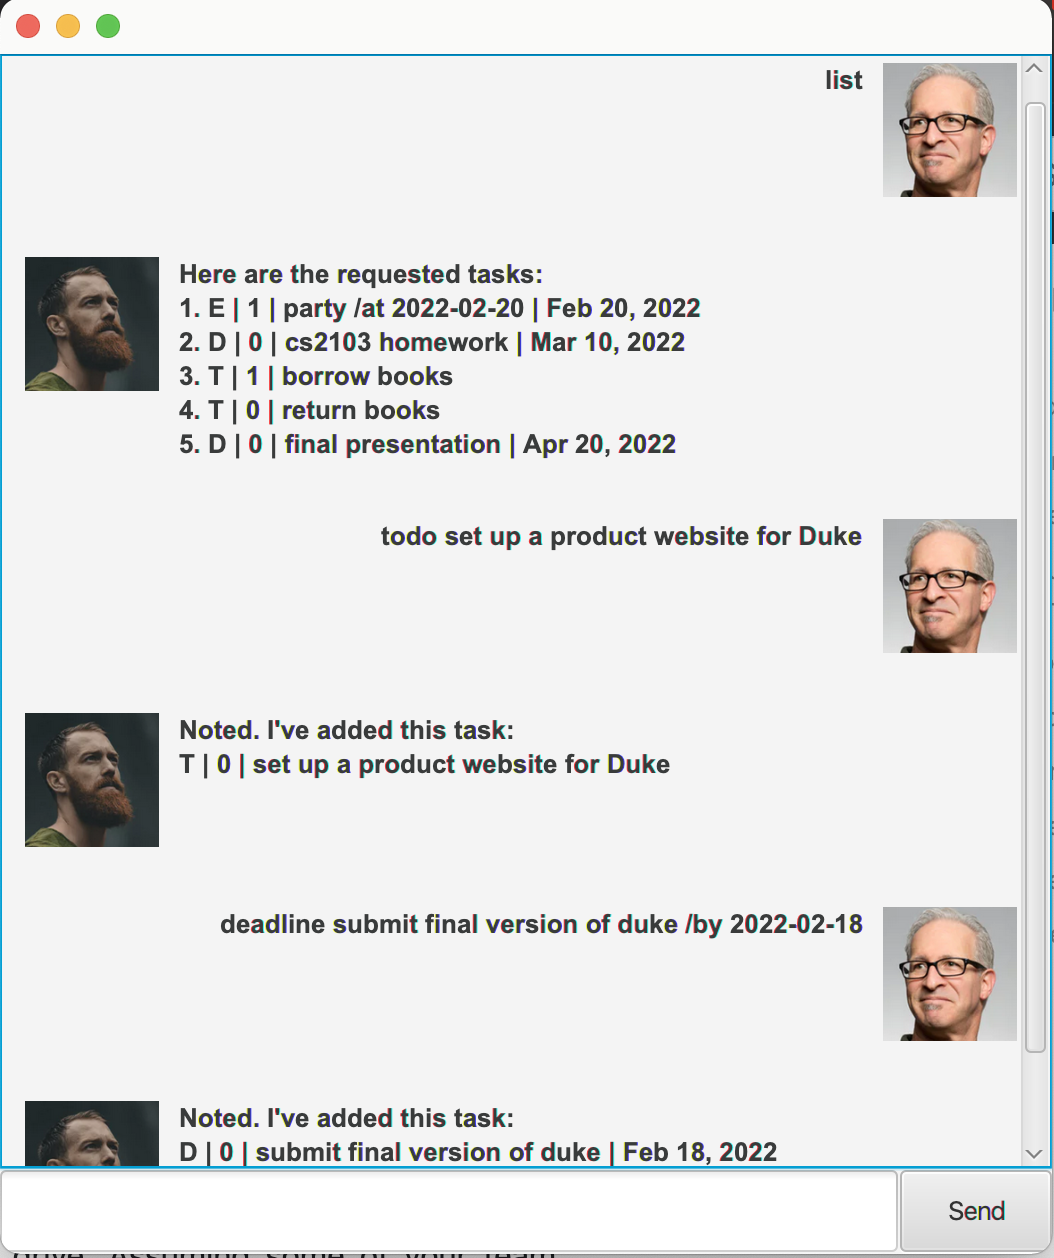 list
Here are the requested tasks:
1. E | 1 | party /at 2022-02-20 | Feb 20, 2022
2. D | 0 | cs2103 homework | Mar 10, 2022
3. T | 1 | borrow books
4. T | 0 | return books
5. D | 0 | final presentation | Apr 20, 2022
todo set up a product website for Duke
Noted. I've added this task:
T | 0 | set up a product website for Duke
deadline submit final version of duke /by 2022-02-18
Noted. I've added this task:
D | 0 | submit final version of duke | Feb 18, 2022
Send